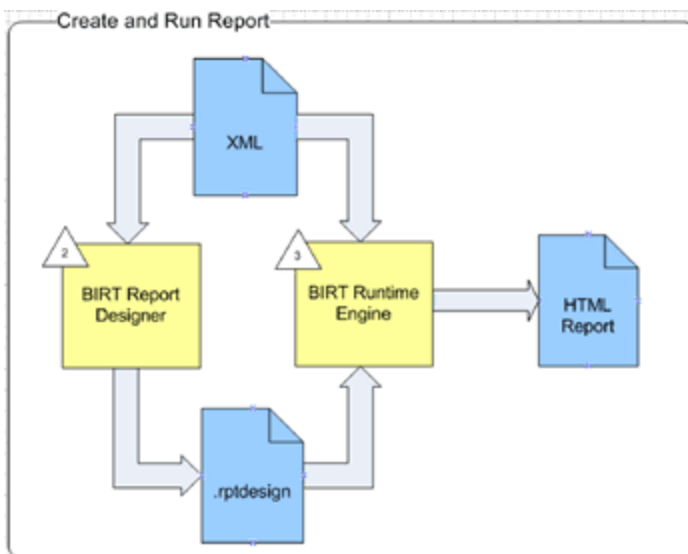 Create and Run Report
XML
2
BIRT Report
Designer
3
BIRT Runtime
Engine
HTML
Report
.rptdesign